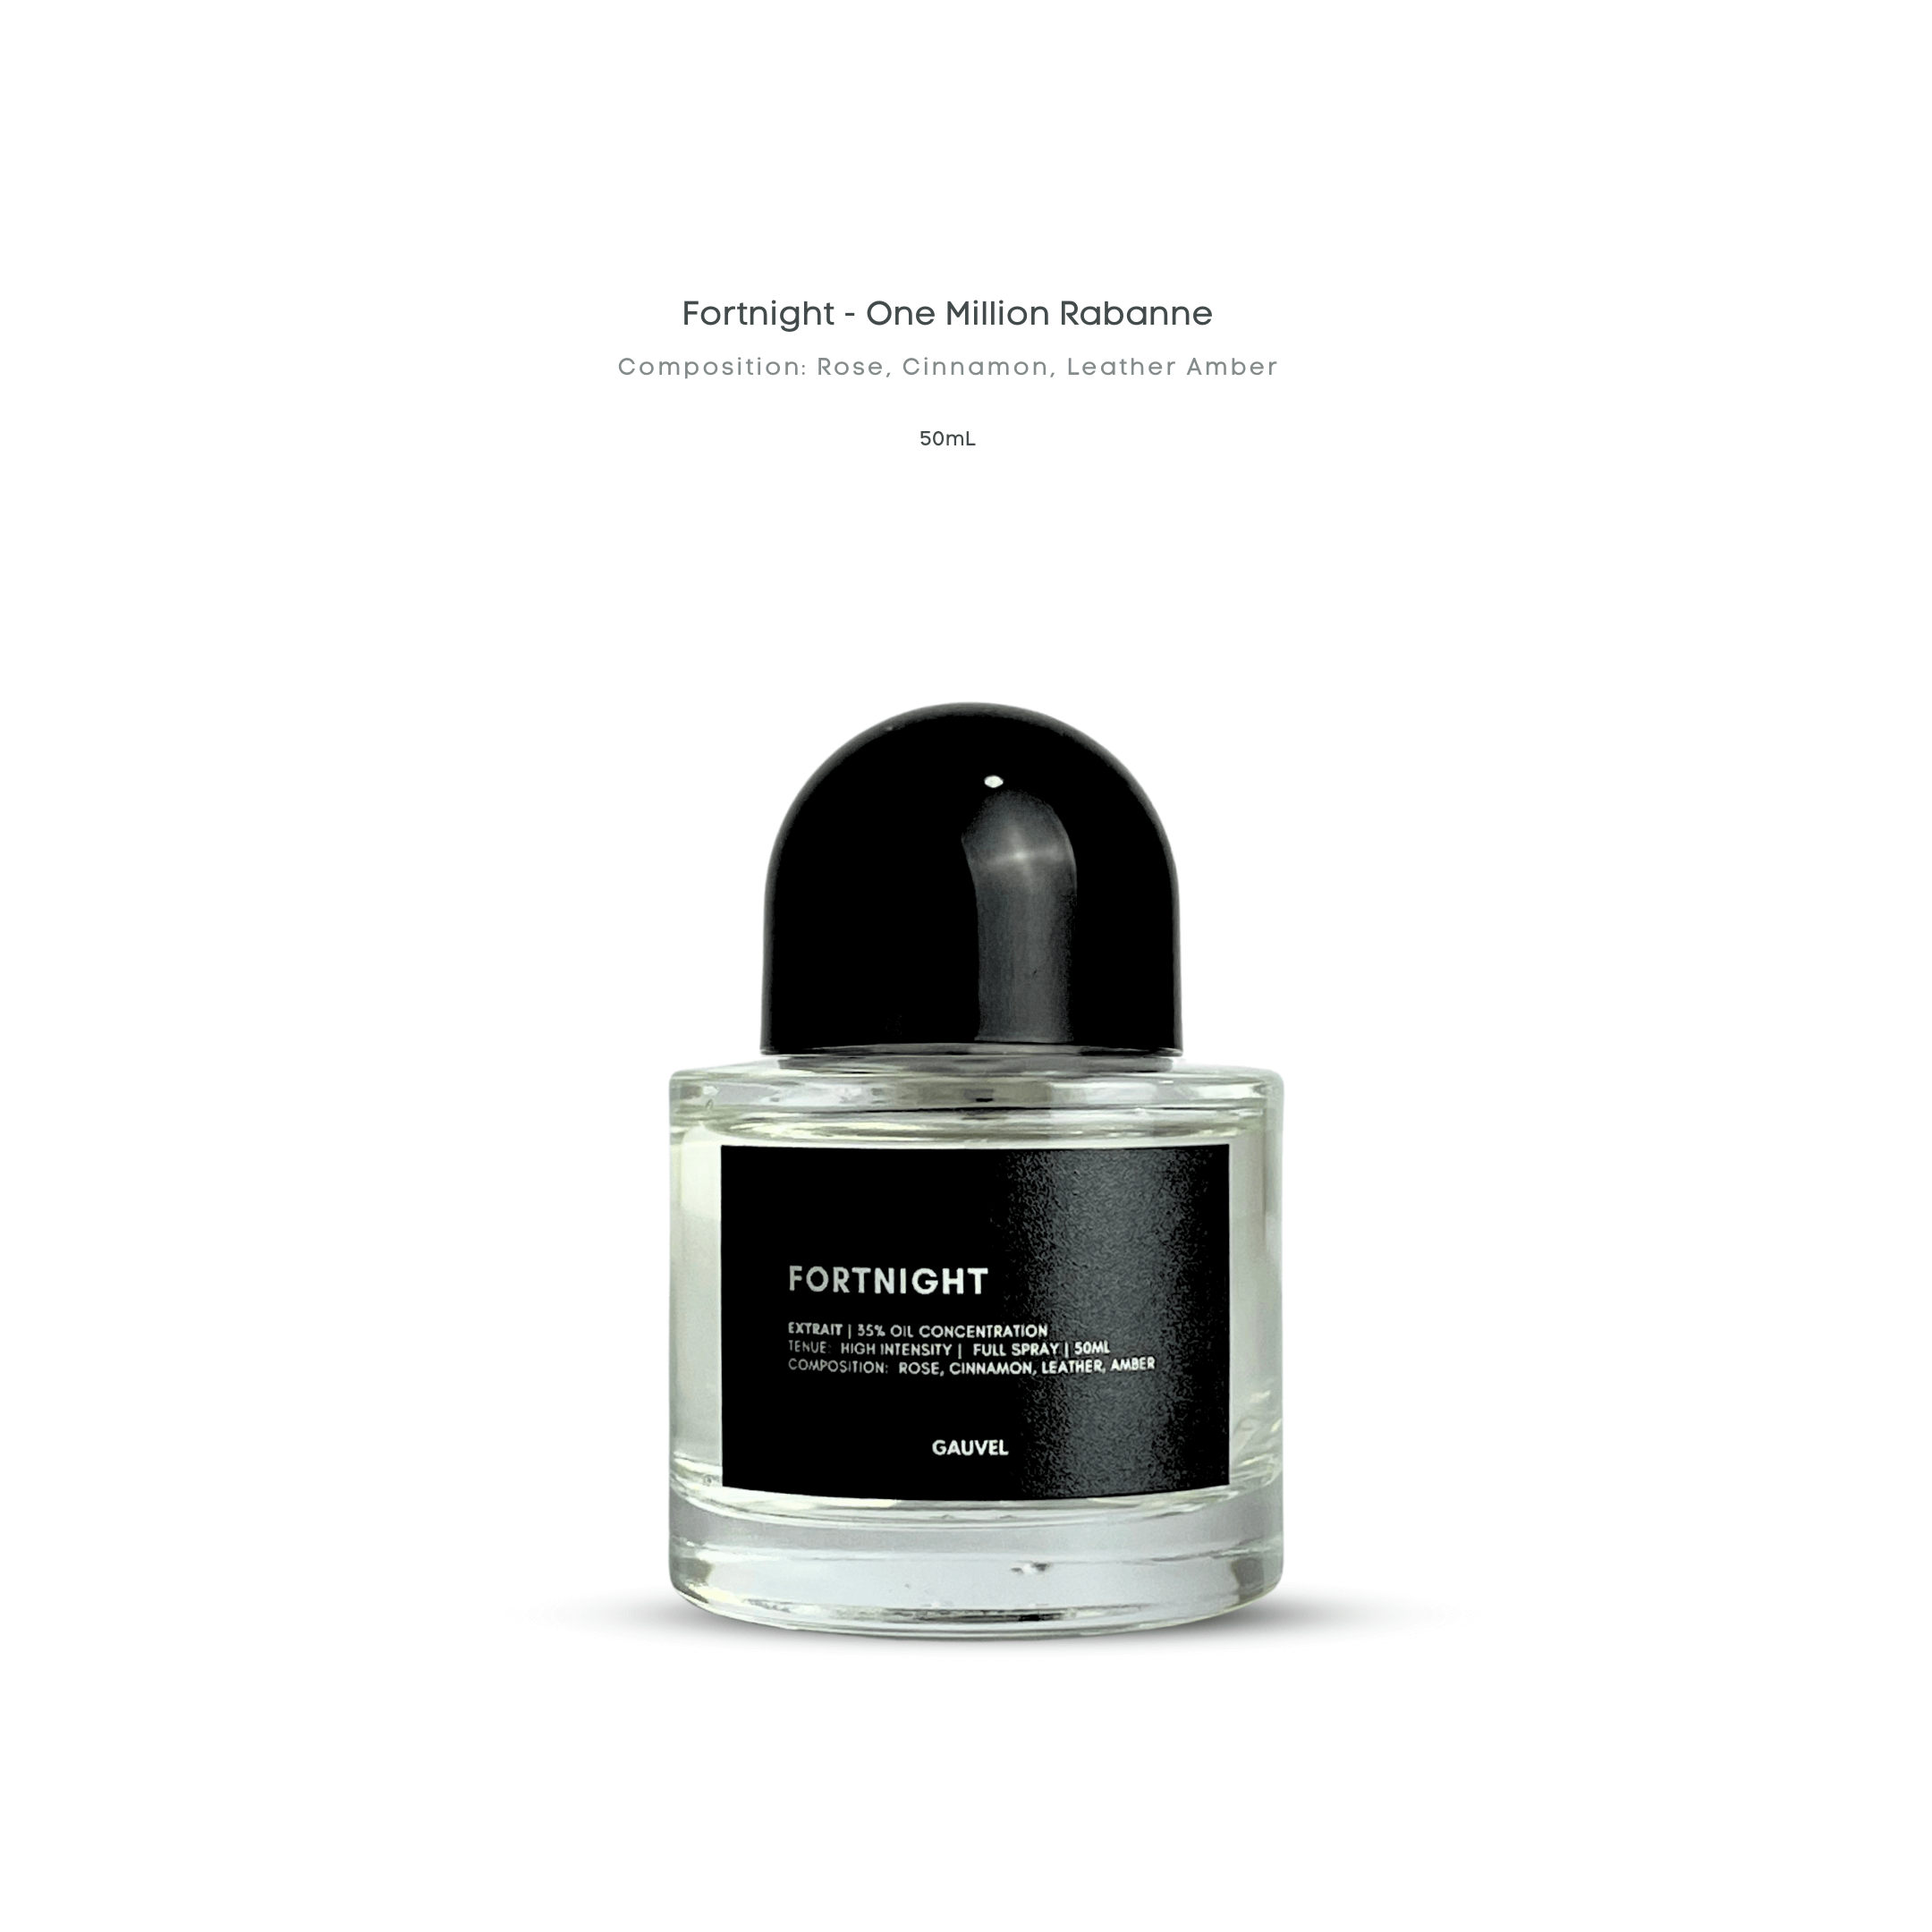 Fortnight - One Million Rabanne
Composition: Rose, Cinnamon, Leather Amber
50mL
FORTNIGHT
EXTRAIT | 35% OIL CONCENTRATION
TENUE: HIGH INTENSITY | FULL SPRAY | 50ML
COMPOSITION: ROSE, CINNAMON, LEATHER, AMBER
GAUVEL